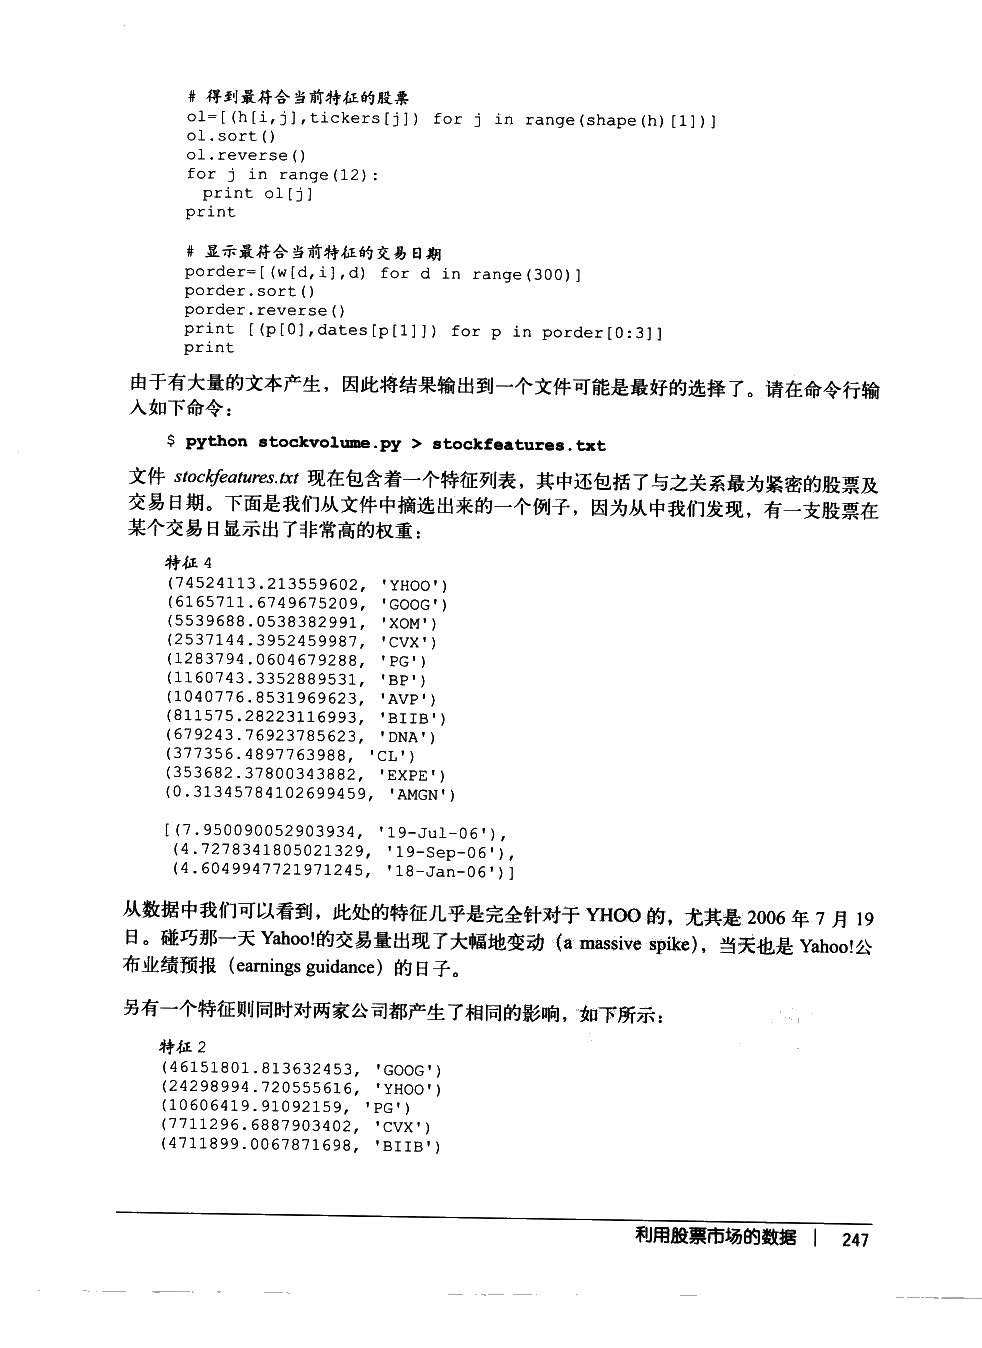 # 得到最符合当前特征的股票
ol=[(h[i,j],tickers[j]) for j in range(shape(h)[1])]
ol.sort()
ol.reverse()
for j in range(12):
  print ol[j]
print

# 显示最符合当前特征的交易日期
porder=[(w[d,i],d) for d in range(300)]
porder.sort()
porder.reverse()
print [(p[0],dates[p[1]]) for p in porder[0:3]]
print

由于有大量的文本产生，因此将结果输出到一个文件可能是最好的选择了。请在命令行输
入如下命令：
$ python stockvolume.py > stockfeatures.txt
文件 stockfeatures.txt 现在包含着一个特征列表，其中还包括了与之关系最为紧密的股票及
交易日期。下面是我们从文件中摘选出来的一个例子，因为从中我们发现，有一支股票在
某个交易日显示出了非常高的权重：
特征 4
(74524113.213559602, 'YHOO')
(6165711.6749675209, 'GOOG')
(5539688.0538382991, 'XOM')
(2537144.3952459987, 'CVX')
(1283794.0604679288, 'PG')
(1160743.3352889531, 'BP')
(1040776.8531969623, 'AVP')
(811575.28223116993, 'BIIB')
(679243.76923785623, 'DNA')
(377356.4897763988, 'CL')
(353682.37800343882, 'EXPE')
(0.31345784102699459, 'AMGN')

[(7.950090052903934, '19-Jul-06'),
 (4.7278341805021329, '19-Sep-06'),
 (4.6049947721971245, '18-Jan-06')]

从数据中我们可以看到，此处的特征几乎是完全针对于 YHOO 的，尤其是 2006 年 7 月 19
日。碰巧那一天 Yahoo!的交易量出现了大幅地变动（a massive spike），当天也是 Yahoo!公
布业绩预报（earnings guidance）的日子。
另有一个特征则同时对两家公司都产生了相同的影响，如下所示：
特征 2
(46151801.813632453, 'GOOG')
(24298994.720555616, 'YHOO')
(10606419.91092159, 'PG')
(7711296.6887903402, 'CVX')
(4711899.0067871698, 'BIIB')

利用股票市场的数据 | 247